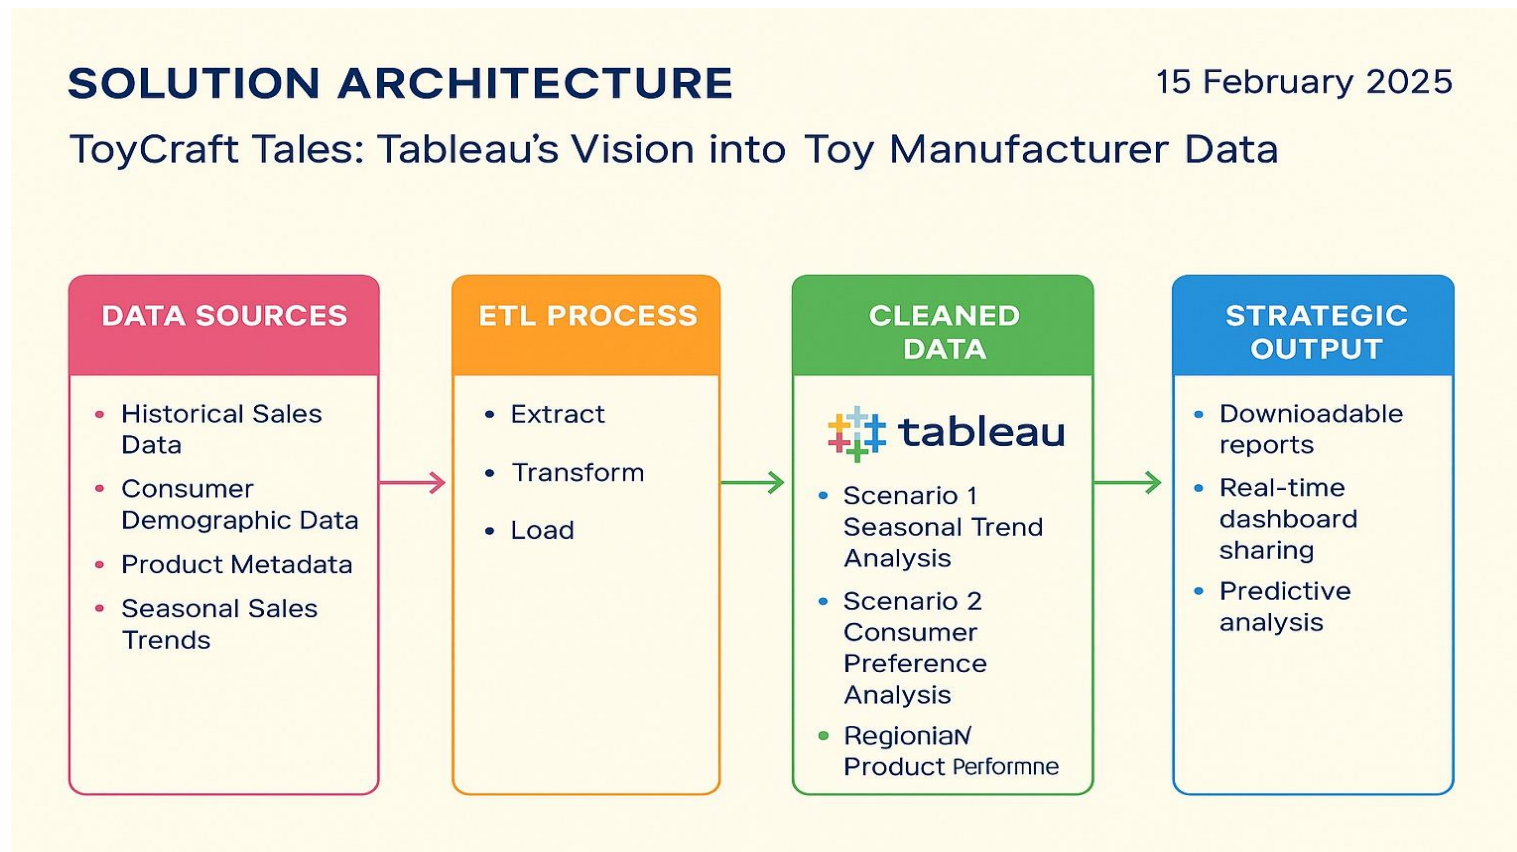 SOLUTION ARCHITECTURE
15 February 2025
ToyCraft Tales: Tableau's Vision into Toy Manufacturer Data
DATA SOURCES
• Historical Sales
Data
• Consumer
Demographic Data
• Product Metadata
• Seasonal Sales
Trends
ETL PROCESS
• Extract
• Transform
• Load
CLEANED
DATA
tableau
• Scenario 1
Seasonal Trend
Analysis
• Scenario 2
Consumer
Preference
Analysis
• RegioniaN
Product Performne
STRATEGIC
OUTPUT
• Downioadable
reports
• Real-time
dashboard
sharing
• Predictive
analysis